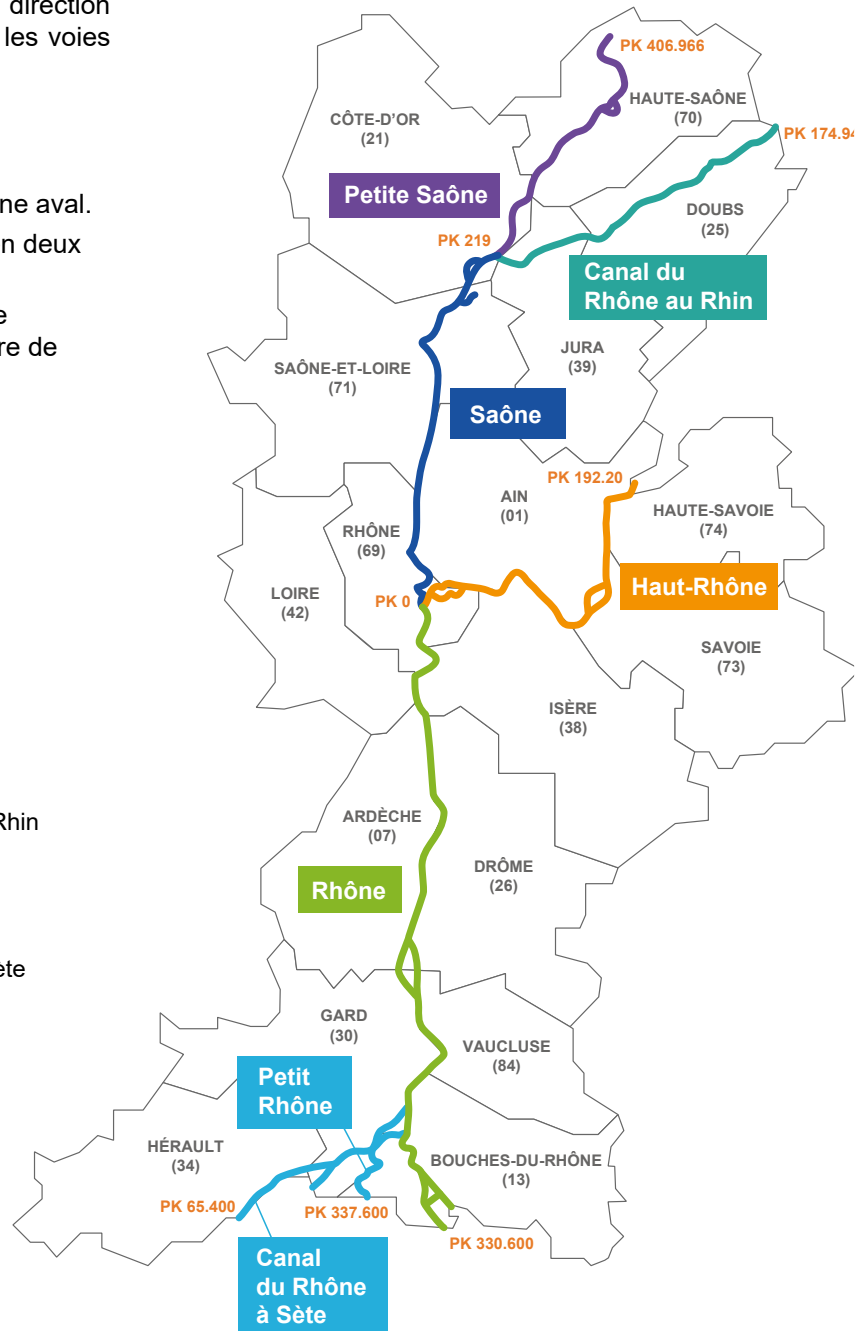 direction
les voies
ne aval.
n deux
e
re de
Rhin
ète
PK 406.966
HAUTE-SAÔNE
(70)
CÔTE-D'OR
(21)
PK 174.94
Petite Saône
DOUBS
(25)
PK 219
Canal du
Rhône au Rhin
JURA
(39)
SAÔNE-ET-LOIRE
(71)
Saône
PK 192.20
AIN
(01)
HAUTE-SAVOIE
(74)
RHÔNE
(69)
LOIRE
(42)
PK 0
Haut-Rhône
SAVOIE
(73)
ISÈRE
(38)
ARDÈCHE
(07)
DRÔME
(26)
Rhône
GARD
(30)
VAUCLUSE
(84)
Petit
Rhône
HÉRAULT
(34)
BOUCHES-DU-RHÔNE
(13)
PK 65.400
PK 337.600
PK 330.600
Canal
du Rhône
à Sète